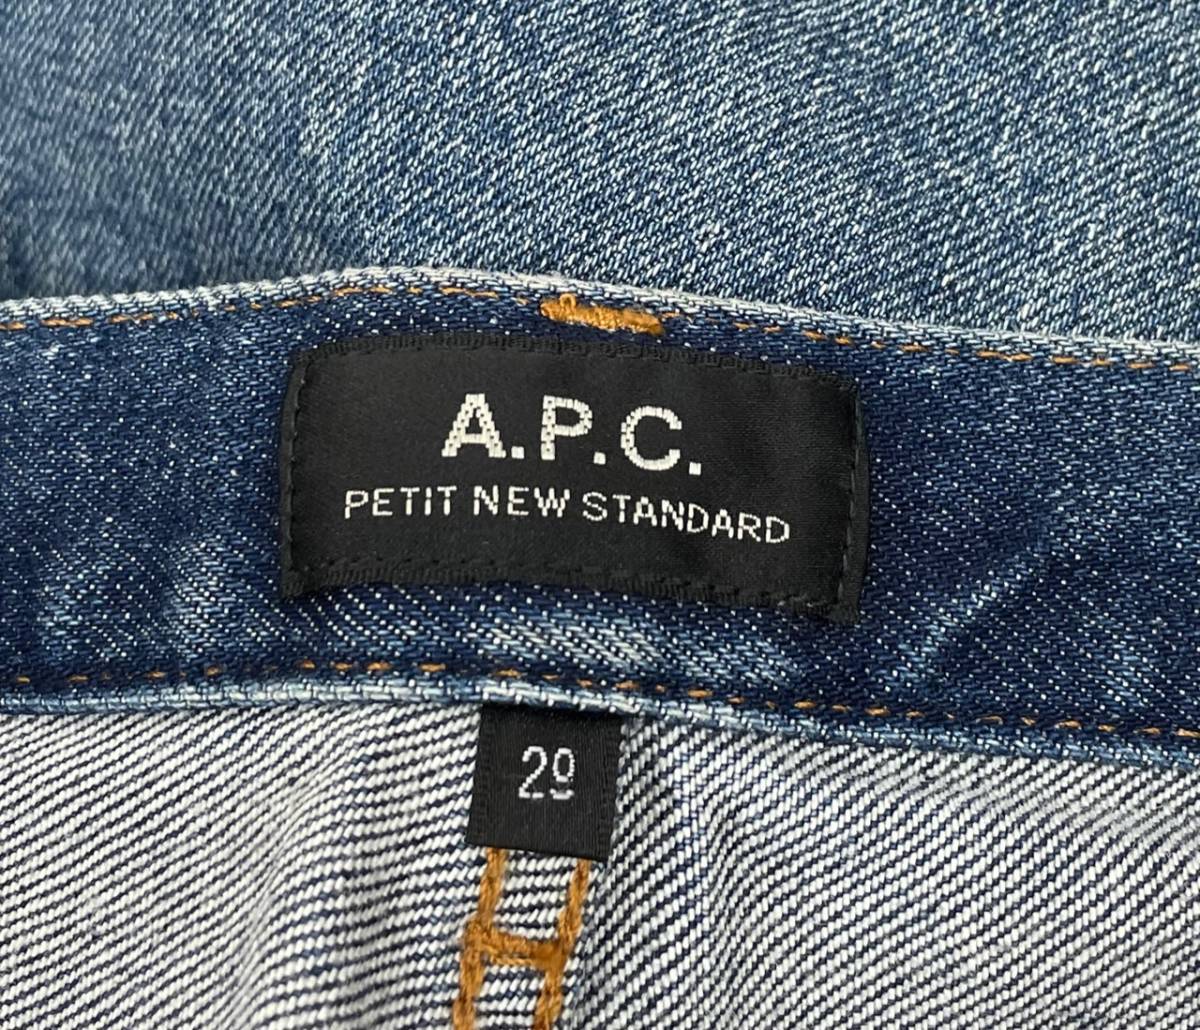 A.P.C.
PETIT NEW STANDARD
29